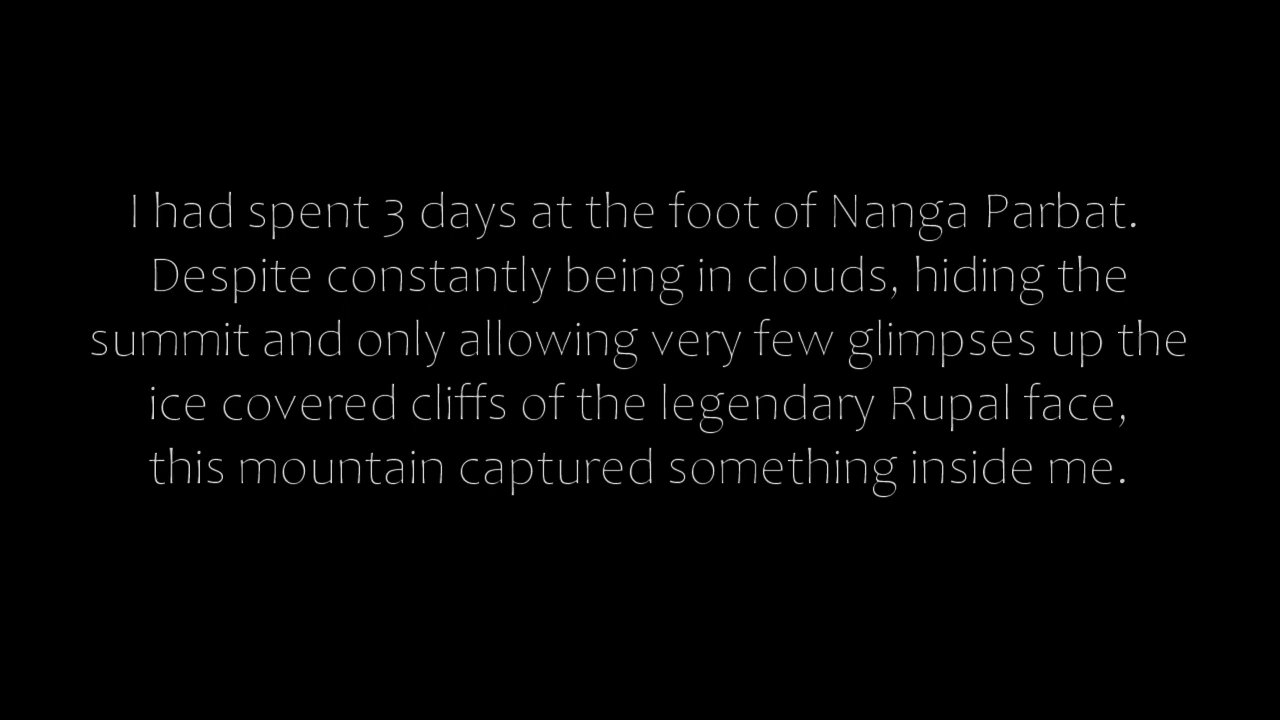 I had spent 3 days at the foot of Nanga Parbat.
Despite constantly being in clouds, hiding the
summit and only allowing very few glimpses up the
ice covered cliffs of the legendary Rupal face,
this mountain captured something inside me.